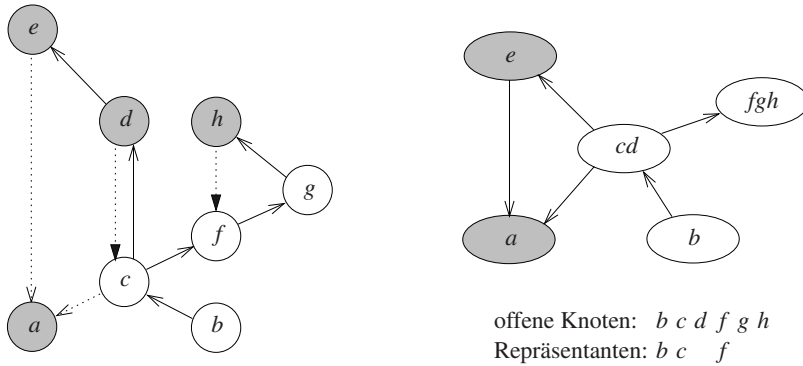 e
d
h
g
f
c
a
b
e
fgh
cd
a
b
offene Knoten: b c d f g h
Repräsentanten: b c f